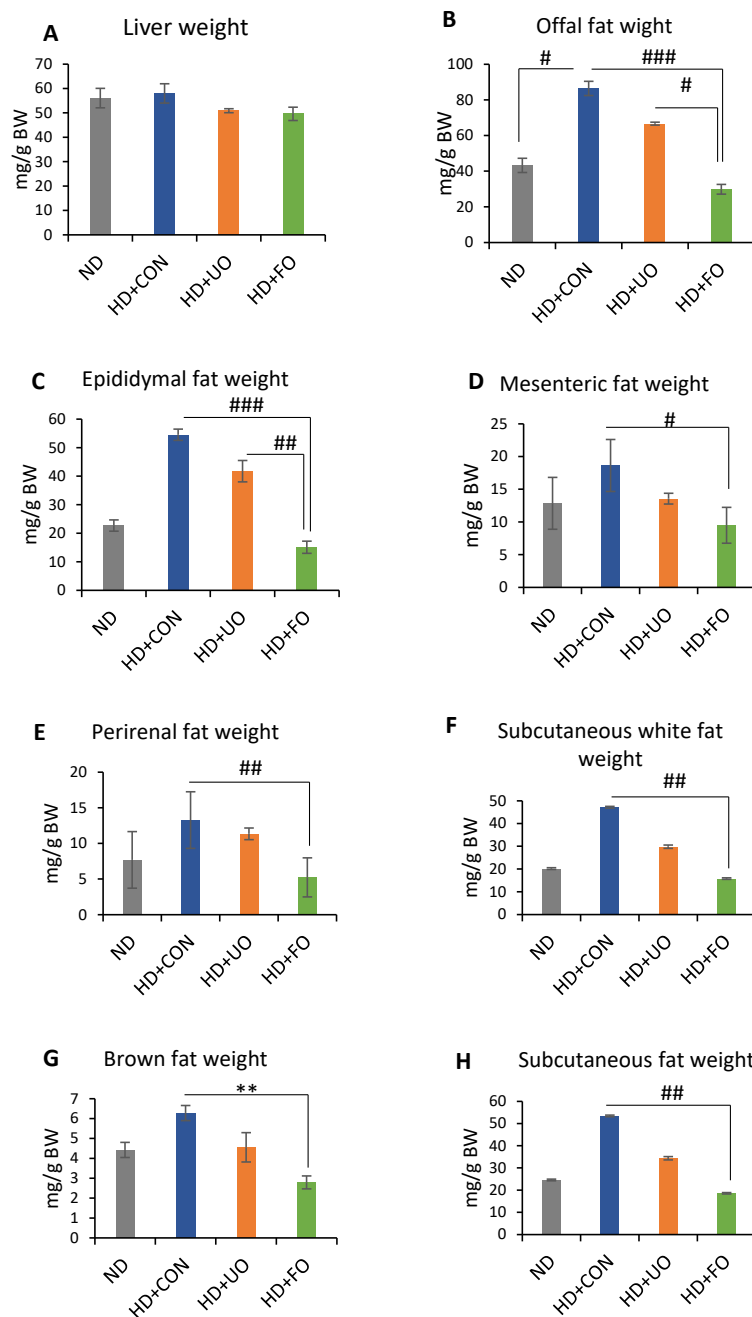 A
Liver weight
mg/g BW
70
60
50
40
30
20
10
0
ND
HD+CON
HD+UO
HD+FO
B
Offal fat wight
mg/g BW
100
80
60
40
20
0
#
###
#
ND
HD+CON
HD+UO
HD+FO
C
Epididymal fat weight
mg/g BW
60
50
40
30
20
10
0
###
##
ND
HD+CON
HD+UO
HD+FO
D
Mesenteric fat weight
mg/g BW
25
20
15
10
5
0
#
ND
HD+CON
HD+UO
HD+FO
E
Perirenal fat weight
mg/g BW
20
15
10
5
0
##
ND
HD+CON
HD+UO
HD+FO
F
Subcutaneous white fat
weight
mg/g BW
50
40
30
20
10
0
##
ND
HD+CON
HD+UO
HD+FO
G
Brown fat weight
mg/g BW
7
6
5
4
3
2
1
0
**
ND
HD+CON
HD+UO
HD+FO
H
Subcutaneous fat weight
mg/g BW
60
50
40
30
20
10
0
##
ND
HD+CON
HD+UO
HD+FO